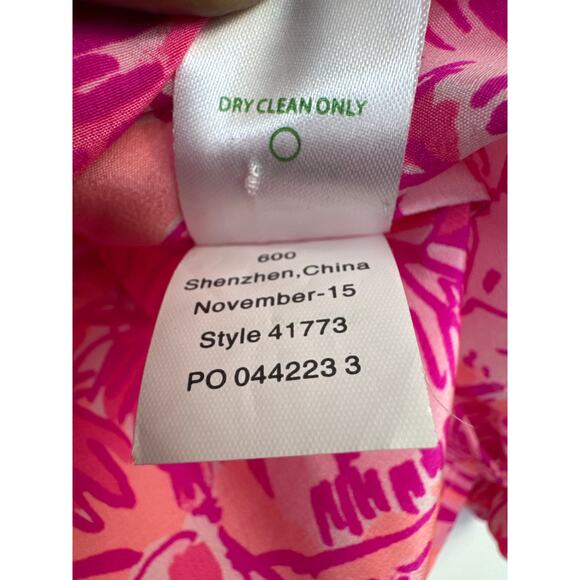 DRY CLEAN ONLY
600
Shenzhen,China
November-15
Style 41773
PO 044223 3